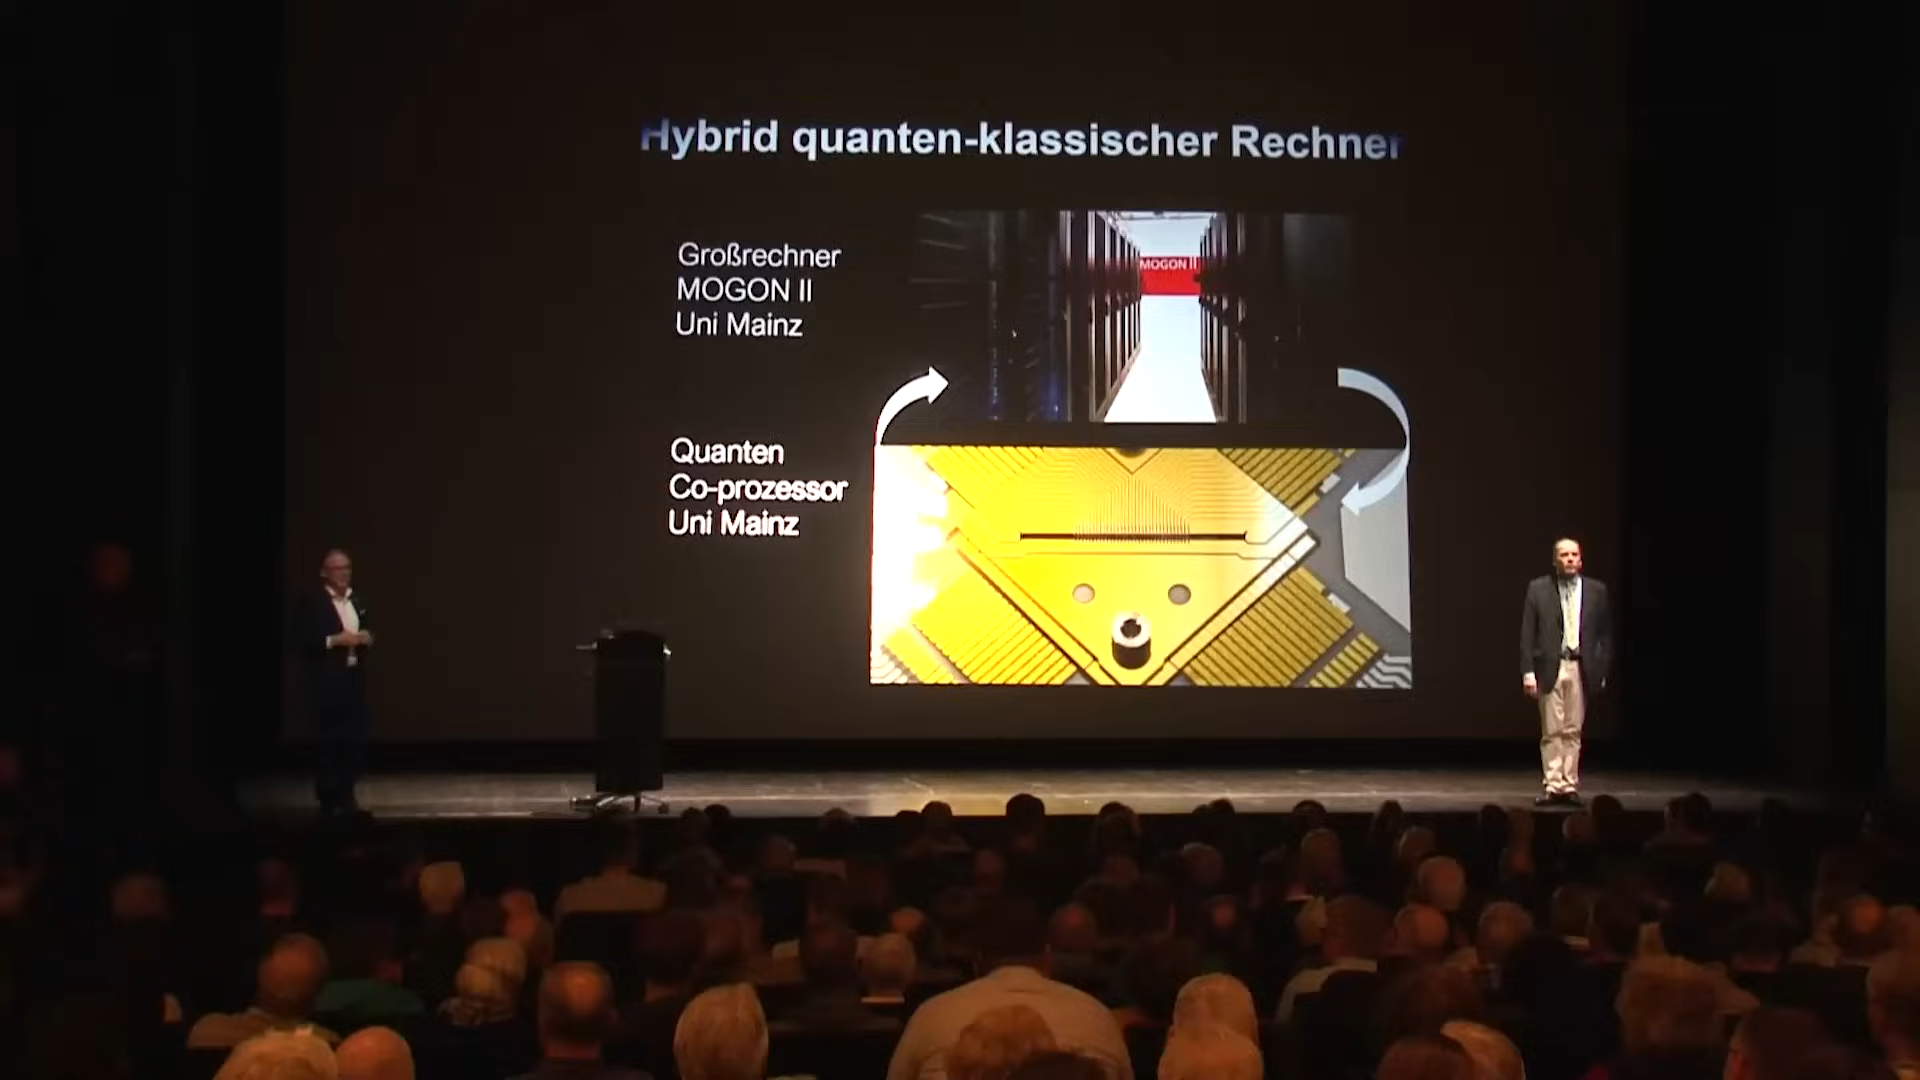 Hybrid quanten-klassischer Rechner
Großrechner
MOGON II
Uni Mainz
MOGON II
Quanten
Co-prozessor
Uni Mainz